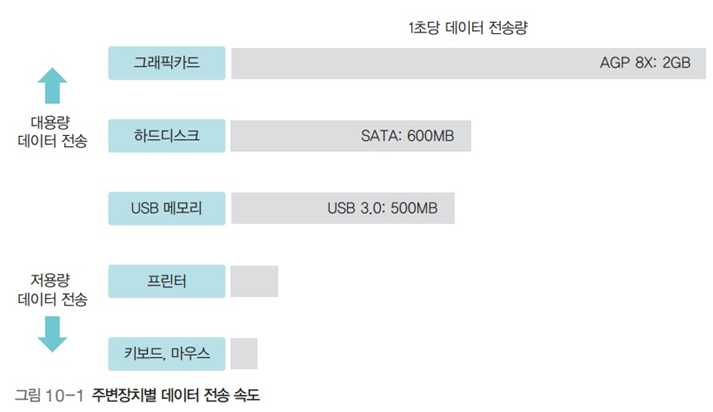 1초당 데이터 전송량
그래픽카드
AGP 8X: 2GB
대용량
데이터 전송
하드디스크
SATA: 600MB
USB 메모리
USB 3.0: 500MB
저용량
데이터 전송
프린터
키보드, 마우스
그림 10-1 주변장치별 데이터 전송 속도